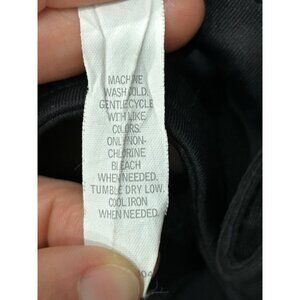 MACHINE
WASH COLD.
GENTLE CYCLE
WITH LIKE
COLORS.
ONLY NON-
CHLORINE
BLEACH
WHEN NEEDED.
TUMBLE DRY LOW.
COOL IRON
WHEN NEEDED.